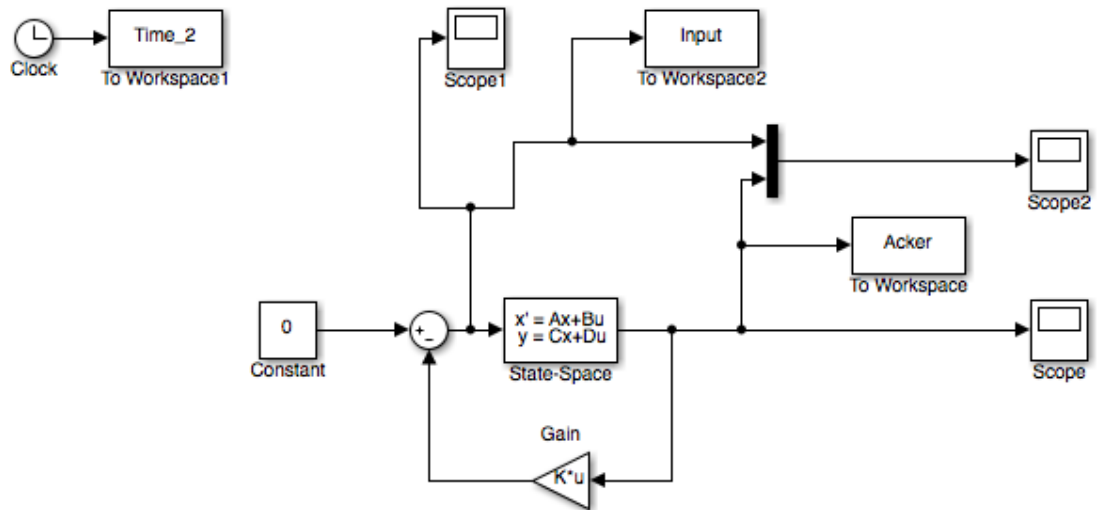 Time_2
Clock
To Workspace1
Scope1
Input
To Workspace2
Scope2
Acker
To Workspace
0
Constant
+
−
x' = Ax+Bu
y = Cx+Du
State-Space
Scope
Gain
K*u